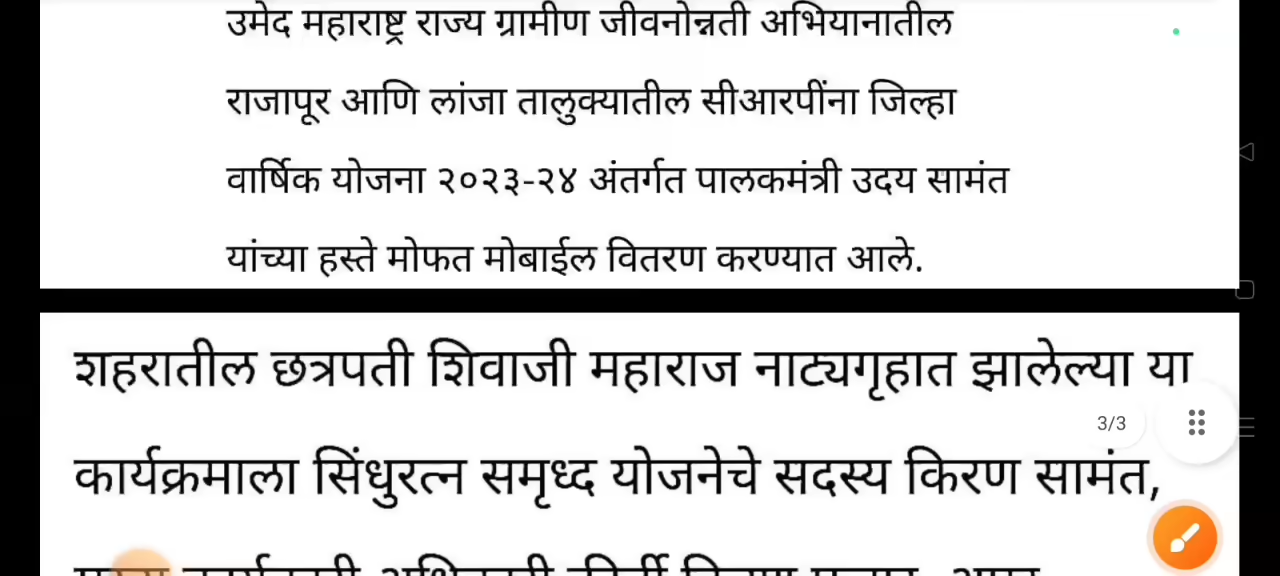 उमेद महाराष्ट्र राज्य ग्रामीण जीवनोन्नती अभियानातील
राजापूर आणि लांजा तालुक्यातील सीआरपींना जिल्हा
वार्षिक योजना २०२३-२४ अंतर्गत पालकमंत्री उदय सामंत
यांच्या हस्ते मोफत मोबाईल वितरण करण्यात आले.
शहरातील छत्रपती शिवाजी महाराज नाट्यगृहात झालेल्या या
3/3
कार्यक्रमाला सिंधुरत्न समृध्द योजनेचे सदस्य किरण सामंत,